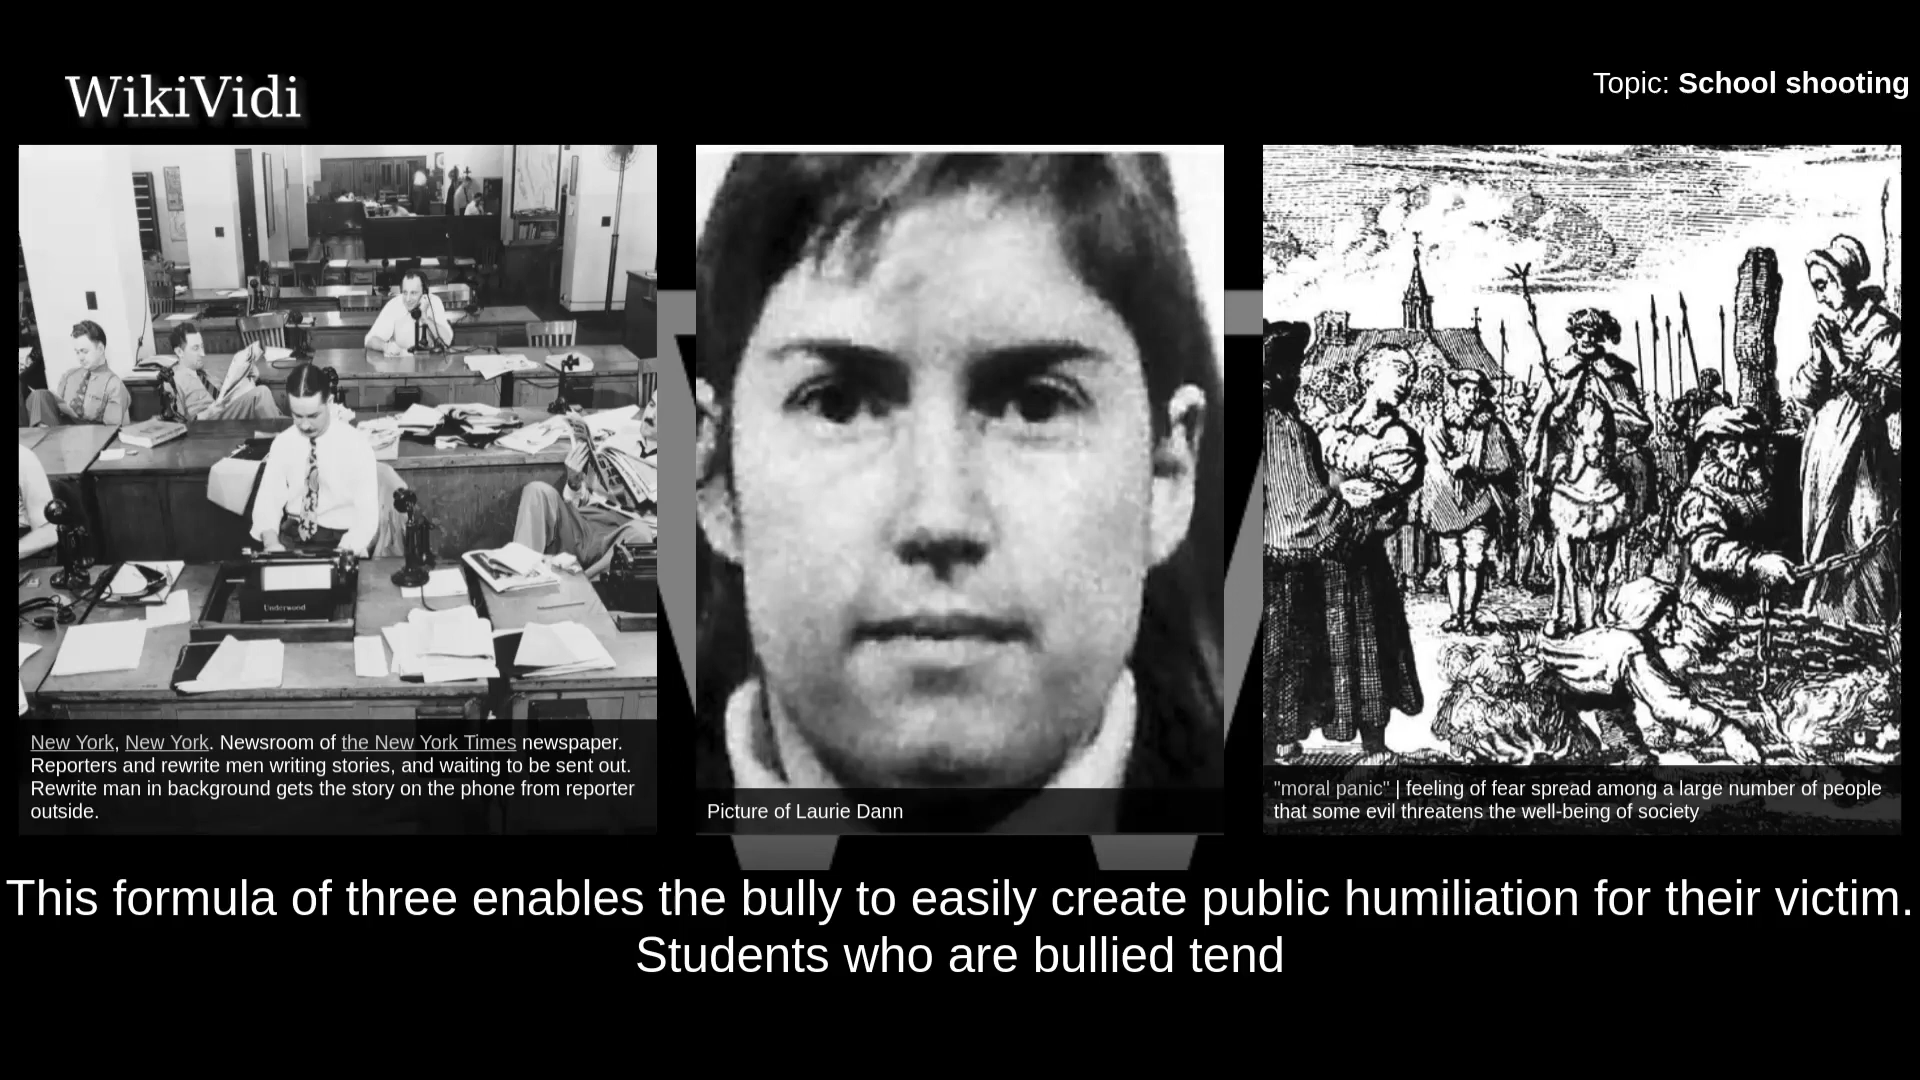 WikiVidi
Topic: School shooting
Underwood
New York, New York. Newsroom of the New York Times newspaper.
Reporters and rewrite men writing stories, and waiting to be sent out.
Rewrite man in background gets the story on the phone from reporter
outside.
Picture of Laurie Dann
"moral panic" | feeling of fear spread among a large number of people
that some evil threatens the well-being of society
This formula of three enables the bully to easily create public humiliation for their victim.
Students who are bullied tend